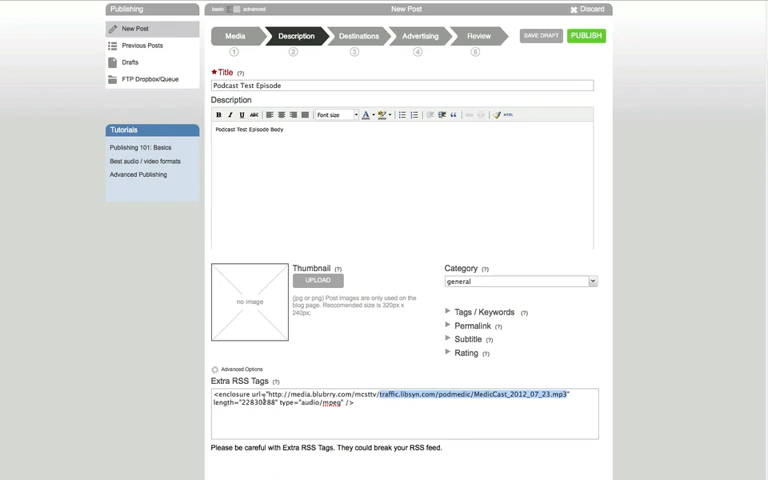 Publishing
basic advanced
New Post
Discard
New Post
Previous Posts
Drafts
FTP Dropbox/Queue
Tutorials
Publishing 101: Basics
Best audio / video formats
Advanced Publishing
Media
Description
Destinations
Advertising
Review
SAVE DRAFT
PUBLISH
1
2
3
4
5
Title (?)
Podcast Test Episode
Description
B I U ABC
Font size
A
HTML
Podcast Test Episode Body
no image
Thumbnail (?)
UPLOAD
(jpg or png) Post images are only used on the
blog page. Reccomended size is 320px x
240px;
Category (?)
general
Tags / Keywords (?)
Permalink (?)
Subtitle (?)
Rating (?)
Advanced Options
Extra RSS Tags (?)
<enclosure url="http://media.blubrry.com/mcsttv/traffic.libsyn.com/podmedic/MedicCast_2012_07_23.mp3"
length="22830288" type="audio/mpeg" />
Please be careful with Extra RSS Tags. They could break your RSS feed.